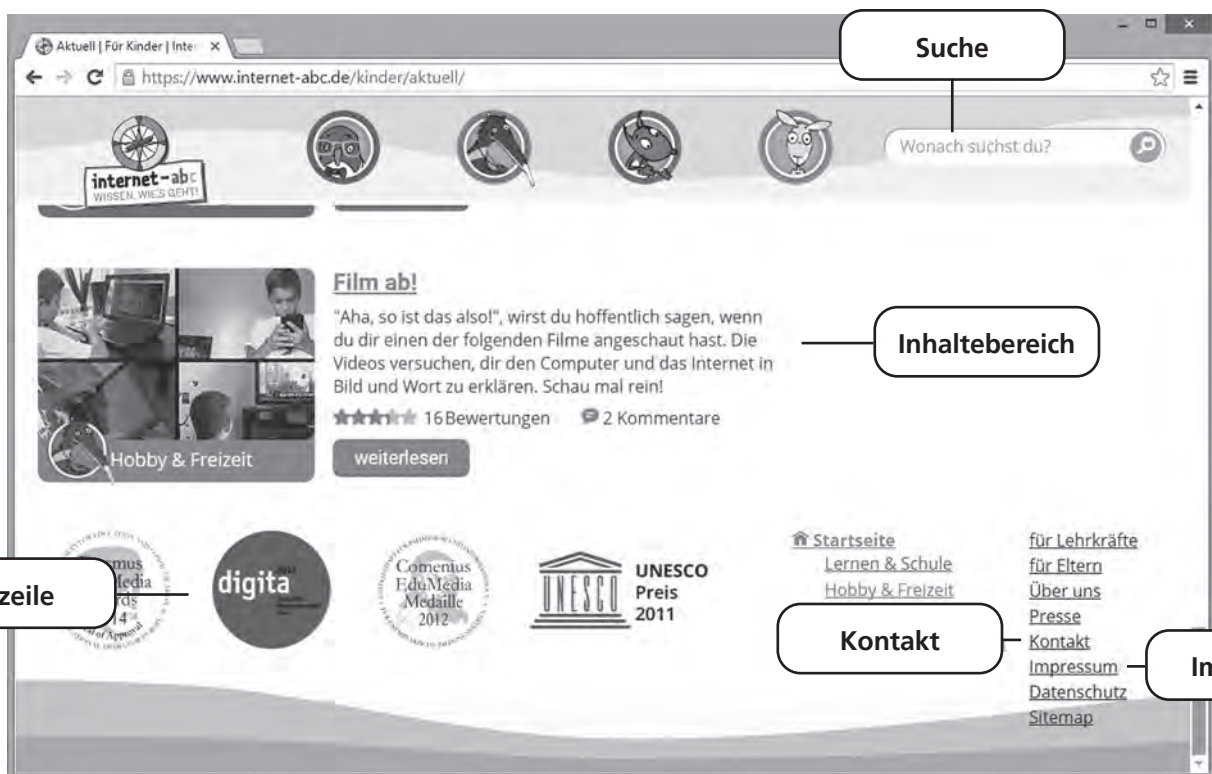 Aktuell | Für Kinder | Inte
Suche
https://www.internet-abc.de/kinder/aktuell/
Wonach suchst du?
internet-abc
WISSEN, WIE'S GEHT!
Film ab!
"Aha, so ist das also!", wirst du hoffentlich sagen, wenn
du dir einen der folgenden Filme angeschaut hast. Die
Videos versuchen, dir den Computer und das Internet in
Bild und Wort zu erklären. Schau mal rein!
Inhaltebereich
16 Bewertungen 2 Kommentare
Hobby & Freizeit
weiterlesen
zeile
digita
Comenius
EduMedia
Medaille
2012
UNESCO
UNESCO
Preis
2011
Startseite
Lernen & Schule
Hobby & Freizeit
Kontakt
für Lehrkräfte
für Eltern
Über uns
Presse
Kontakt
Impressum
Datenschutz
Sitemap